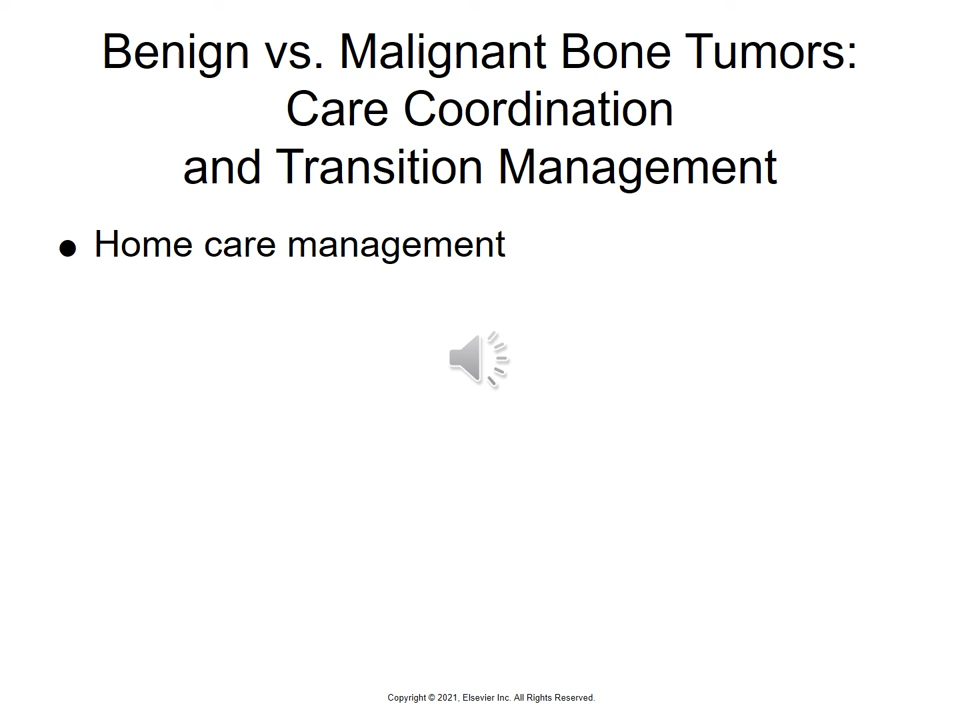 Benign vs. Malignant Bone Tumors:
Care Coordination
and Transition Management
● Home care management
Copyright © 2021, Elsevier Inc. All Rights Reserved.